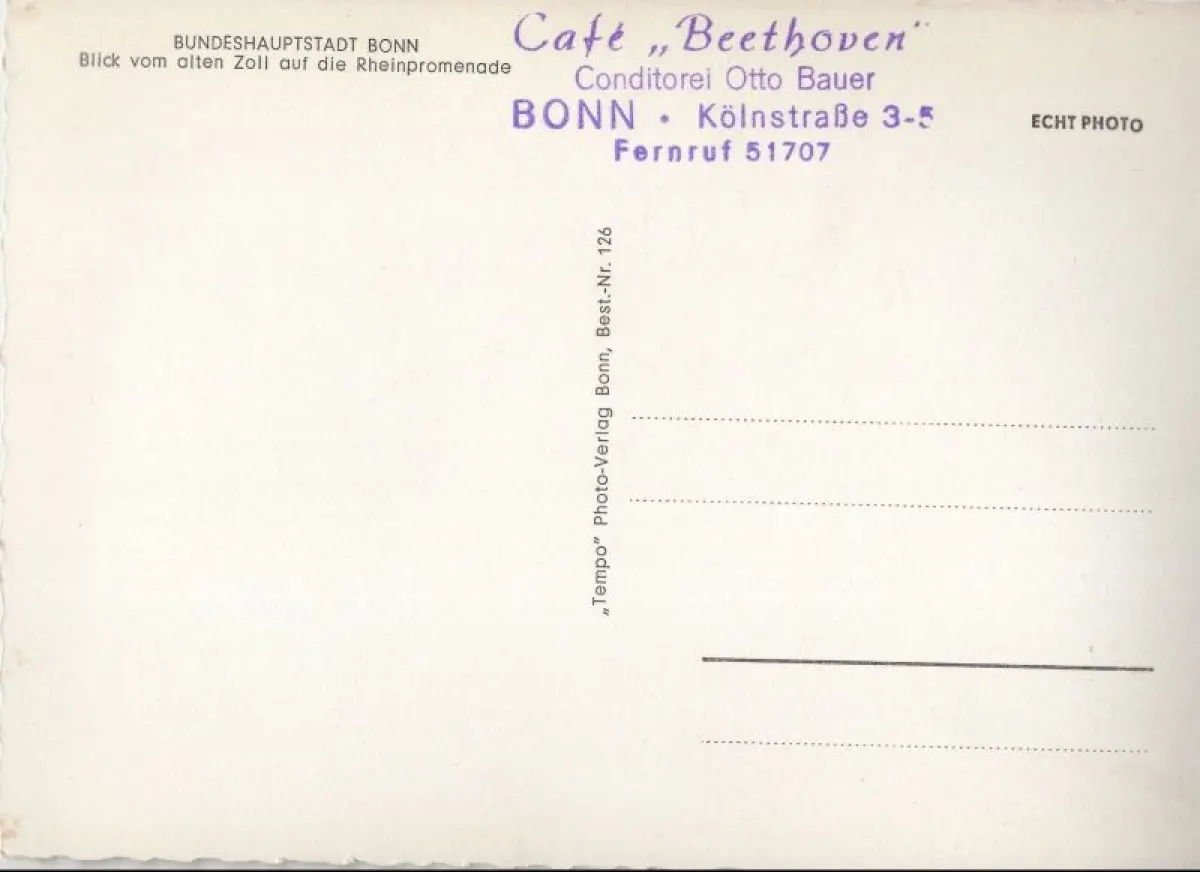 BUNDESHAUPTSTADT BONN
Blick vom alten Zoll auf die Rheinpromenade
Café „Beethoven"
Conditorei Otto Bauer
BONN • Kölnstraße 3-5
Fernruf 51707
ECHT PHOTO
„Tempo" Photo-Verlag Bonn, Best.-Nr. 126